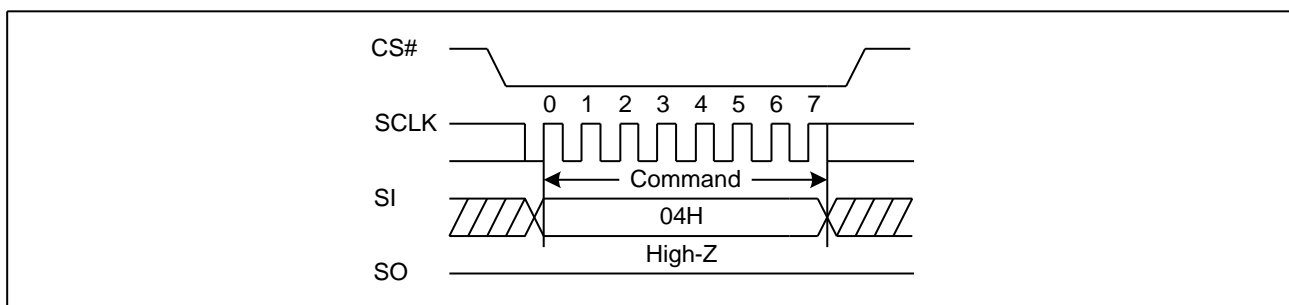 CS#
0 1 2 3 4 5 6 7
SCLK
Command
SI
04H
High-Z
SO